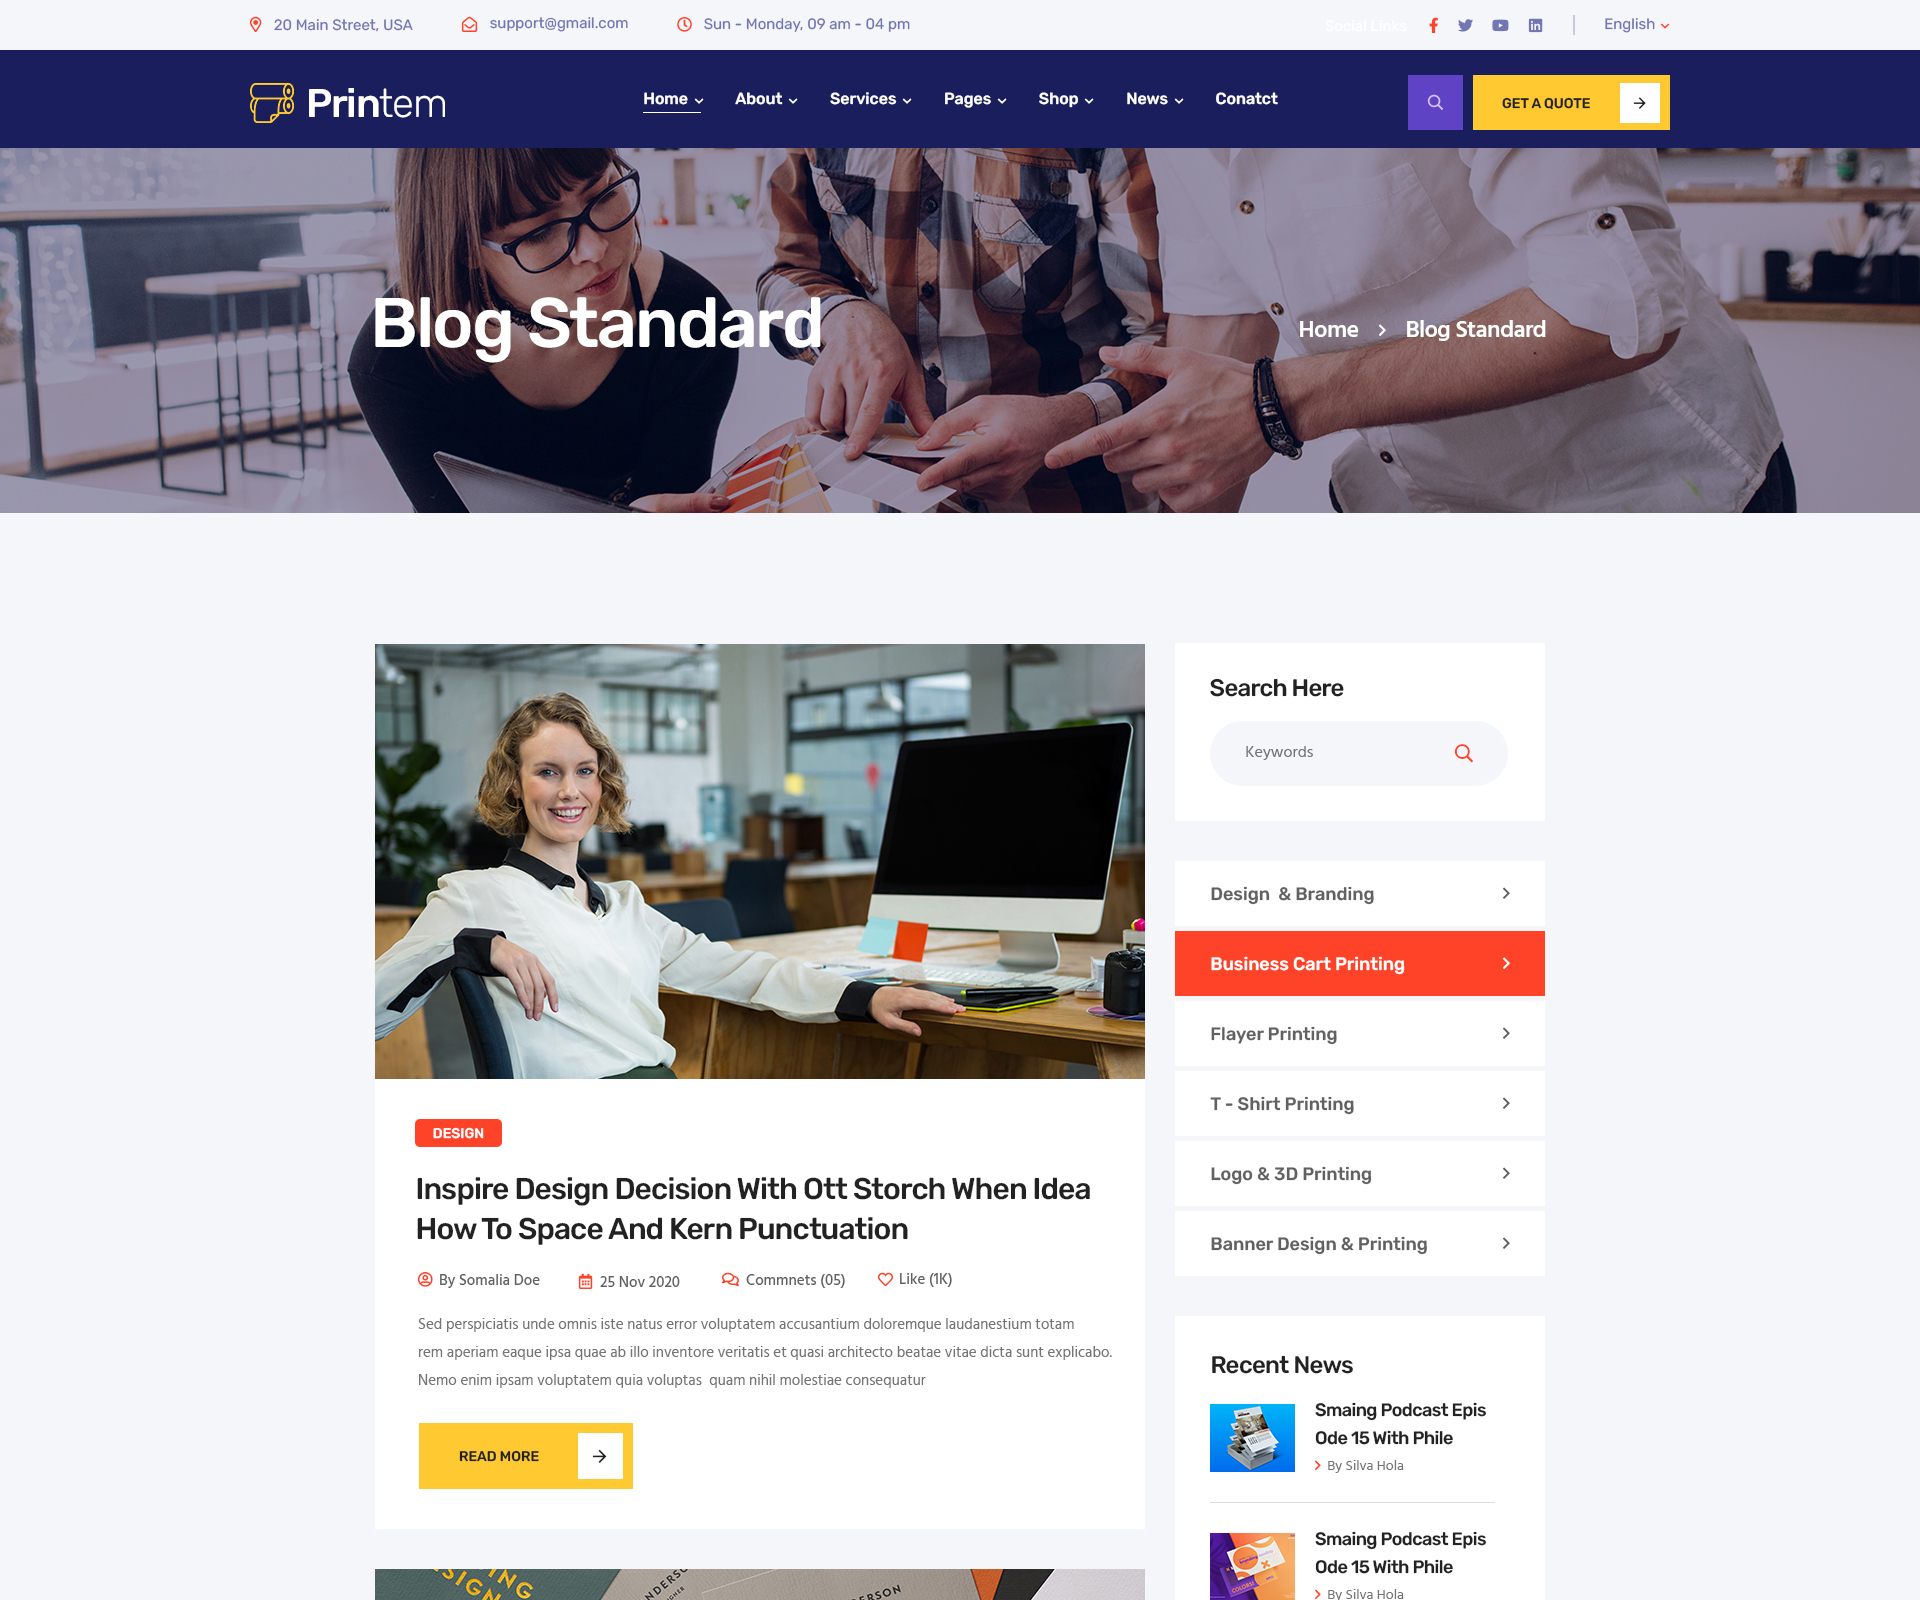 20 Main Street, USA
support@gmail.com
Sun - Monday, 09 am - 04 pm
Social Links
English
Printem
Home
About
Services
Pages
Shop
News
Conatct
GET A QUOTE
Blog Standard
Home > Blog Standard
Search Here
Keywords
Design & Branding
Business Cart Printing
Flayer Printing
T - Shirt Printing
Logo & 3D Printing
Banner Design & Printing
DESIGN
Inspire Design Decision With Ott Storch When Idea
How To Space And Kern Punctuation
By Somalia Doe
25 Nov 2020
Commnets (05)
Like (1K)
Sed perspiciatis unde omnis iste natus error voluptatem accusantium doloremque laudanestium totam
rem aperiam eaque ipsa quae ab illo inventore veritatis et quasi architecto beatae vitae dicta sunt explicabo.
Nemo enim ipsam voluptatem quia voluptas quam nihil molestiae consequatur
READ MORE
Recent News
Smaing Podcast Epis
Ode 15 With Phile
By Silva Hola
Smaing Podcast Epis
Ode 15 With Phile
By Silva Hola